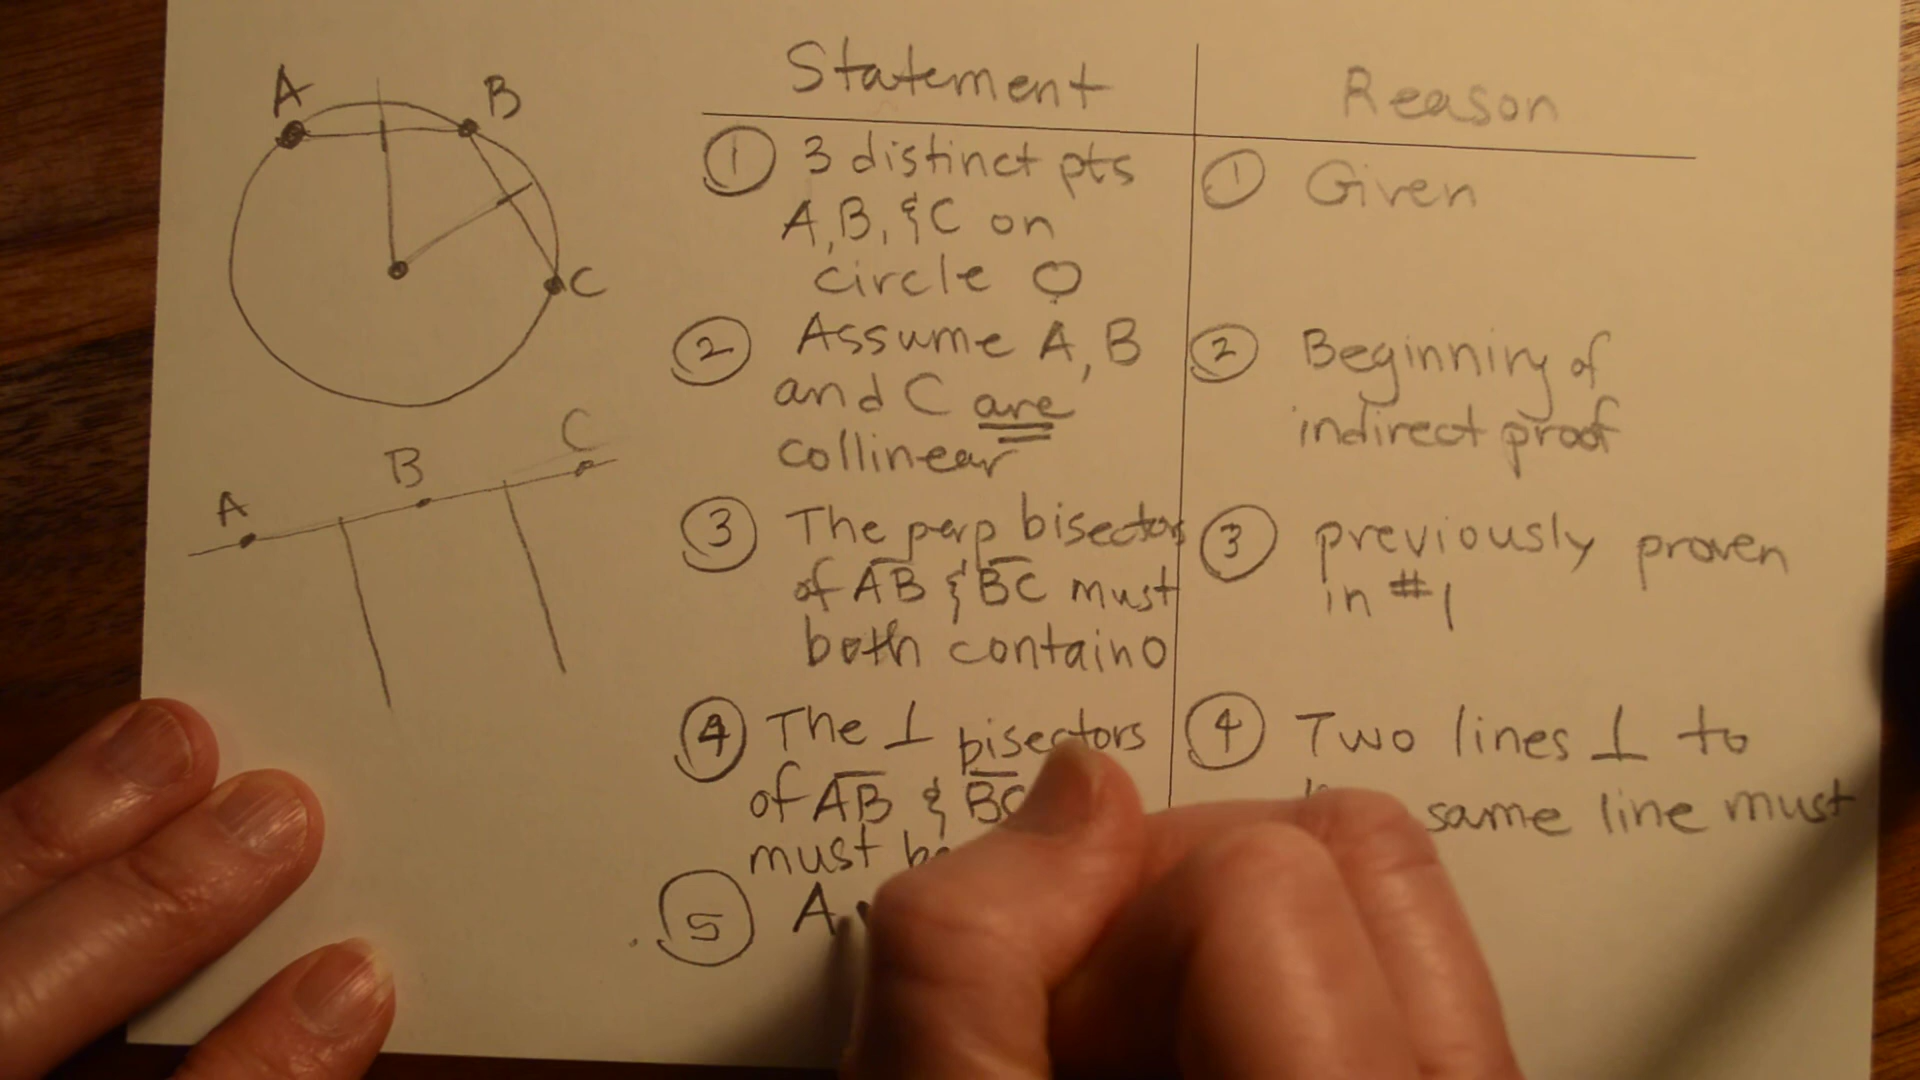 A
B
C
A
B
C
Statement
① 3 distinct pts
A, B, & C on
circle O
② Assume A, B
and C are
collinear
③ The perp bisectors
of AB & BC must
both contain O
④ The ⊥ bisectors
of AB & BC
must
⑤ A
Reason
① Given
② Beginning of
indirect proof
③ previously proven
in #1
④ Two lines ⊥ to
same line must